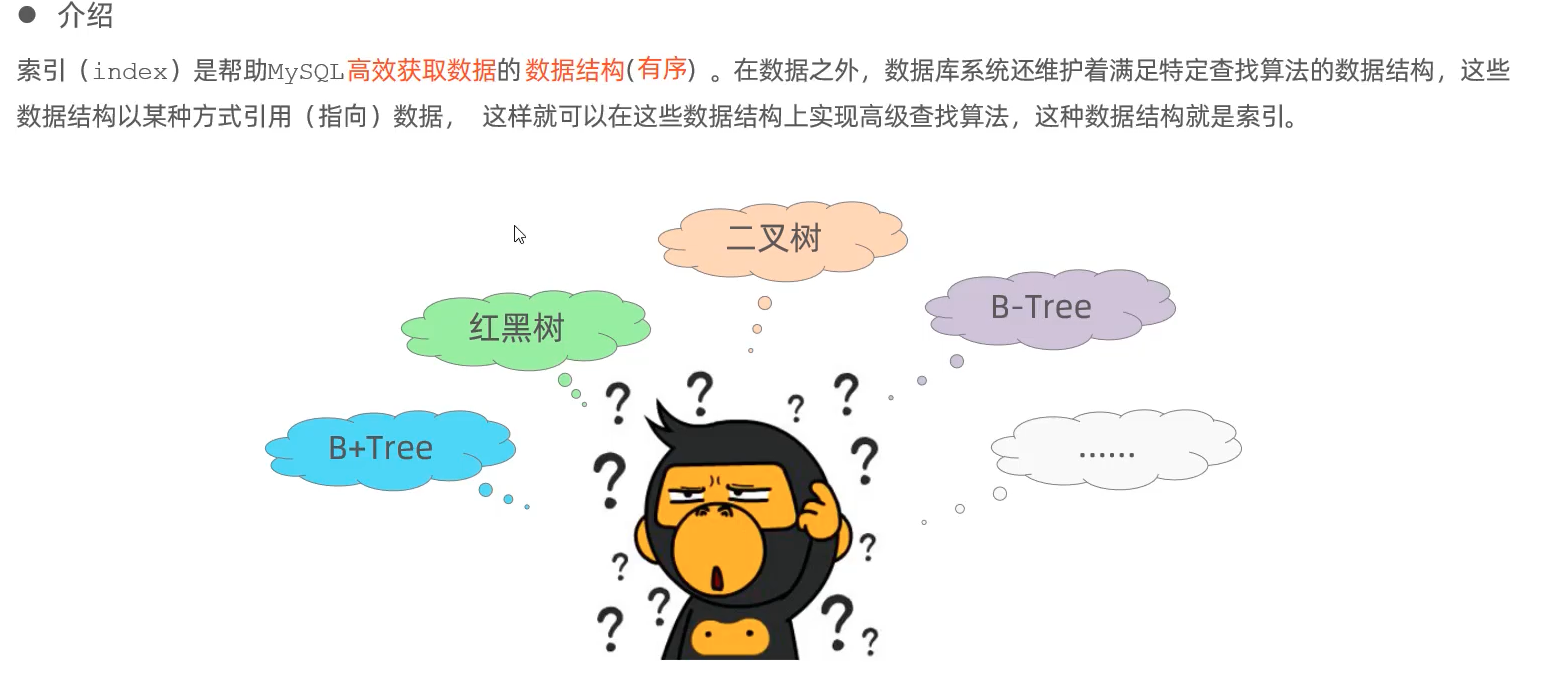 介绍
索引（index）是帮助MySQL高效获取数据的数据结构(有序)。在数据之外，数据库系统还维护着满足特定查找算法的数据结构，这些
数据结构以某种方式引用（指向）数据， 这样就可以在这些数据结构上实现高级查找算法，这种数据结构就是索引。
二叉树
B-Tree
红黑树
B+Tree
······
? ? ? ?
? ?
? ?
? ? ? ?